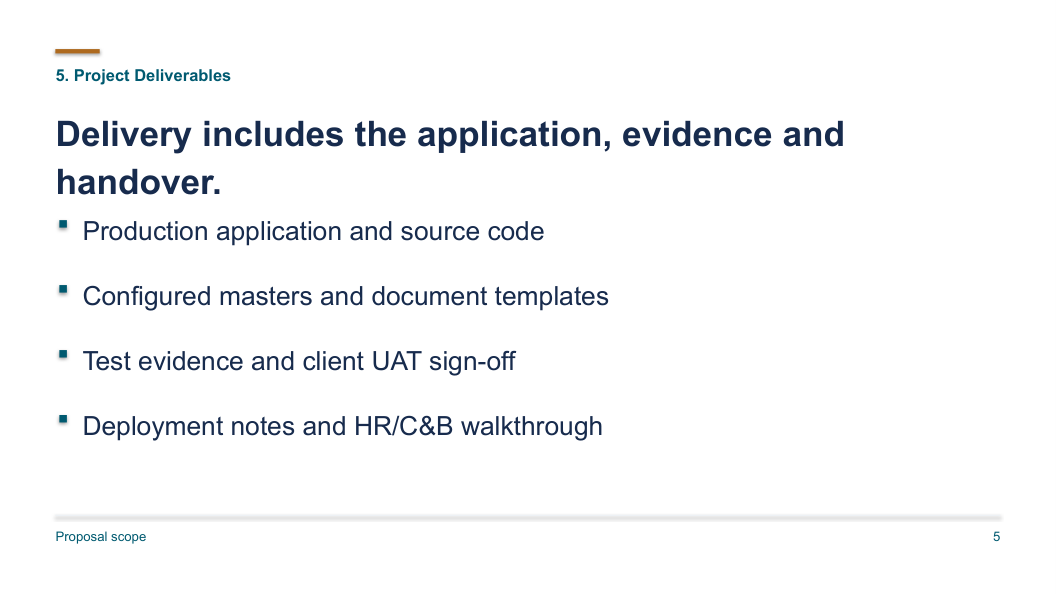 5. Project Deliverables
Delivery includes the application, evidence and
handover.
Production application and source code
Configured masters and document templates
Test evidence and client UAT sign-off
Deployment notes and HR/C&B walkthrough
Proposal scope
5